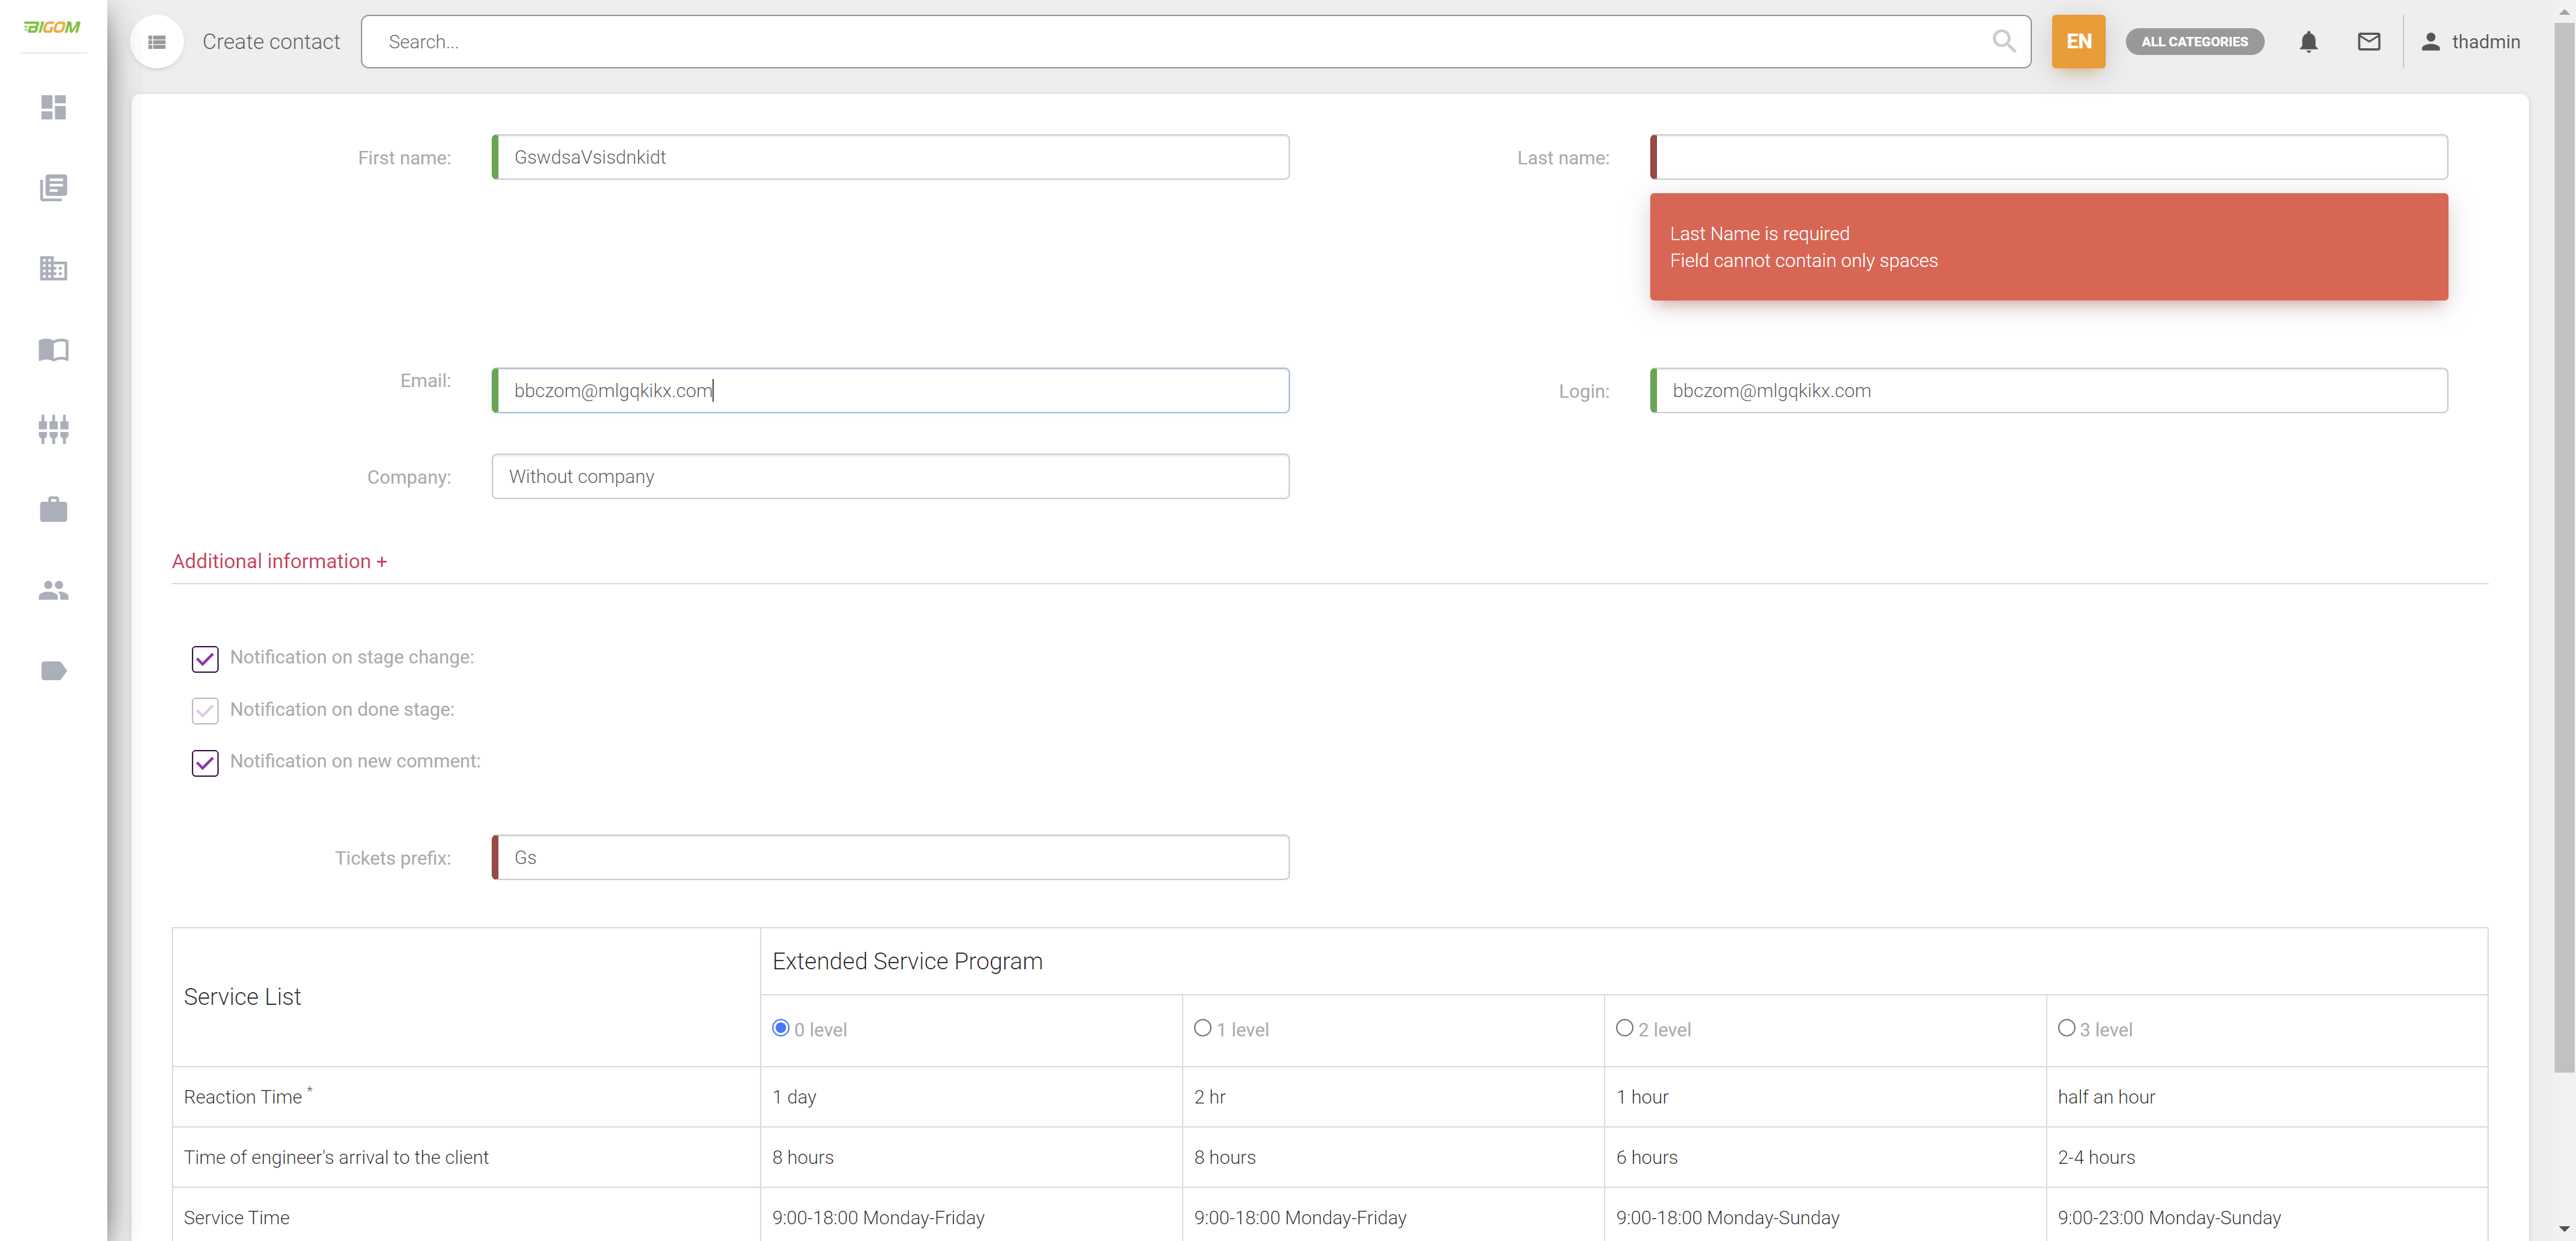 BIGOM
Create contact
Search...
EN
ALL CATEGORIES
thadmin
First name:
GswdsaVsisdnkidt
Last name:
Last Name is required
Field cannot contain only spaces
Email:
bbczom@mlgqkikx.com
Login:
bbczom@mlgqkikx.com
Company:
Without company
Additional information +
Notification on stage change:
Notification on done stage:
Notification on new comment:
Tickets prefix:
Gs
Service List
Extended Service Program
0 level
1 level
2 level
3 level
Reaction Time *
1 day
2 hr
1 hour
half an hour
Time of engineer's arrival to the client
8 hours
8 hours
6 hours
2-4 hours
Service Time
9:00-18:00 Monday-Friday
9:00-18:00 Monday-Friday
9:00-18:00 Monday-Sunday
9:00-23:00 Monday-Sunday